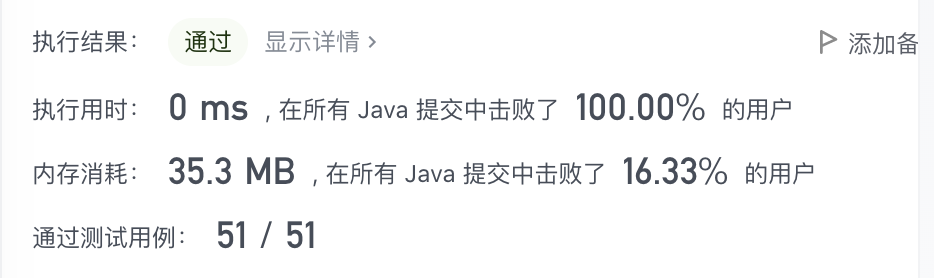 执行结果： 通过 显示详情 > 添加备
执行用时： 0 ms ，在所有 Java 提交中击败了 100.00% 的用户
内存消耗： 35.3 MB ，在所有 Java 提交中击败了 16.33% 的用户
通过测试用例： 51 / 51